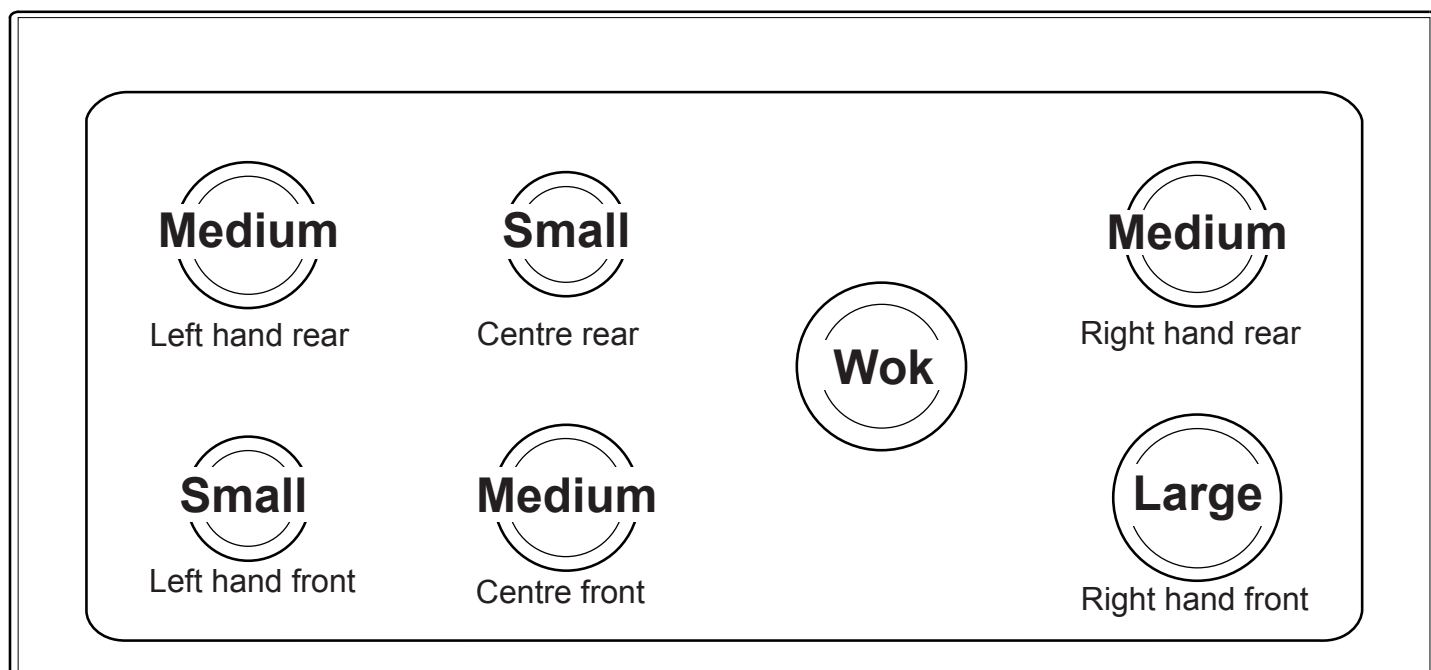 Medium
Left hand rear
Small
Centre rear
Medium
Right hand rear
Wok
Small
Left hand front
Medium
Centre front
Large
Right hand front